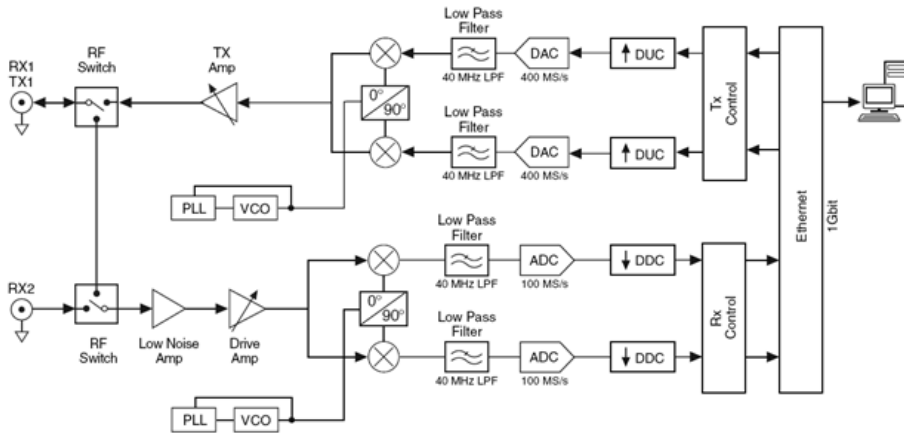 RX1
TX1
RF
Switch
TX
Amp
0°
90°
Low Pass
Filter
40 MHz LPF
DAC
400 MS/s
↑ DUC
Low Pass
Filter
40 MHz LPF
DAC
400 MS/s
↑ DUC
Tx
Control
Ethernet
1Gbit
PLL
VCO
RX2
RF
Switch
Low Noise
Amp
Drive
Amp
0°
90°
Low Pass
Filter
40 MHz LPF
ADC
100 MS/s
↓ DDC
Low Pass
Filter
40 MHz LPF
ADC
100 MS/s
↓ DDC
Rx
Control
PLL
VCO